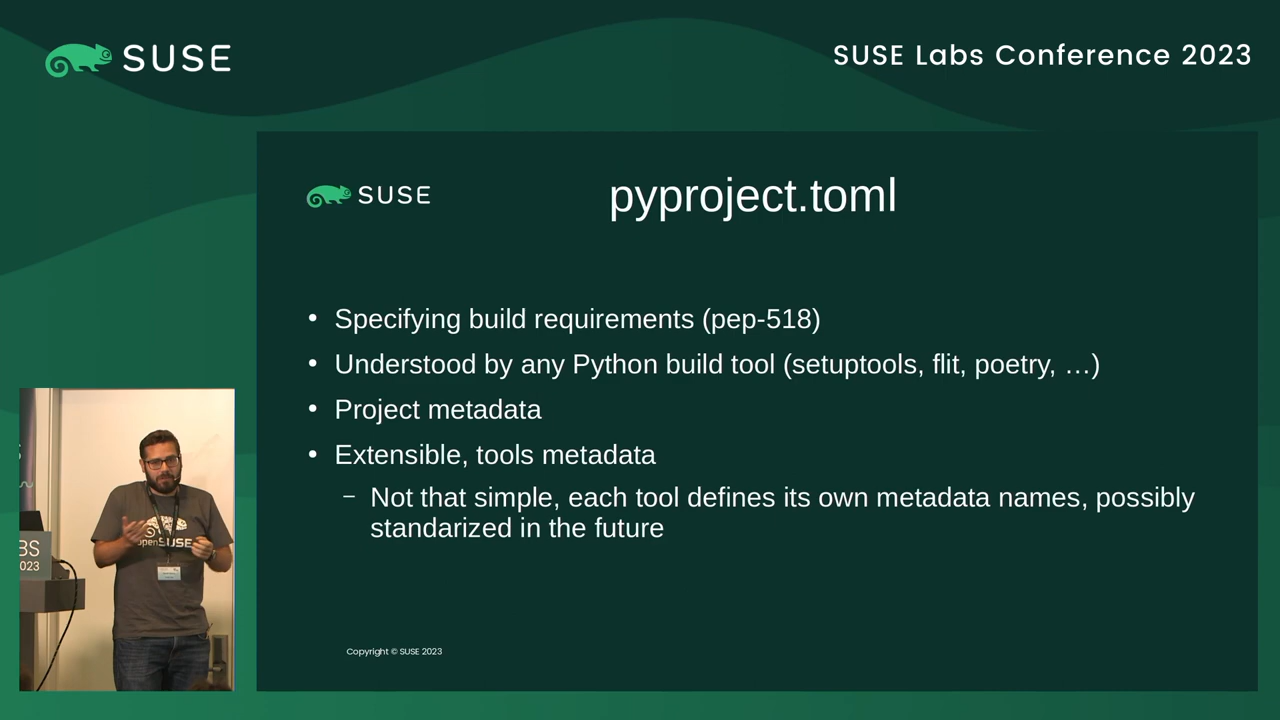 SUSE
SUSE Labs Conference 2023
SUSE
pyproject.toml
• Specifying build requirements (pep-518)
• Understood by any Python build tool (setuptools, flit, poetry, …)
• Project metadata
• Extensible, tools metadata
– Not that simple, each tool defines its own metadata names, possibly
standarized in the future
openSUSE
BS
023
Copyright © SUSE 2023